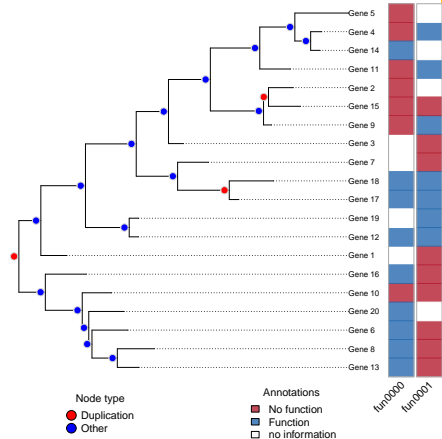 Gene 5
Gene 4
Gene 14
Gene 11
Gene 2
Gene 15
Gene 9
Gene 3
Gene 7
Gene 18
Gene 17
Gene 19
Gene 12
Gene 1
Gene 16
Gene 10
Gene 20
Gene 6
Gene 8
Gene 13
fun0000
fun0001
Node type
Duplication
Other
Annotations
No function
Function
no information